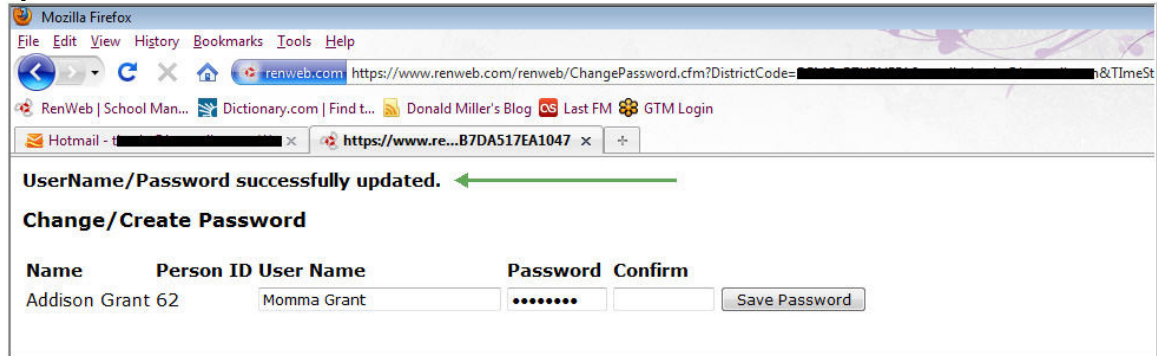 Mozilla Firefox
File Edit View History Bookmarks Tools Help
renweb.com https://www.renweb.com/renweb/ChangePassword.cfm?DistrictCode= n&TImeSt
RenWeb | School Man... Dictionary.com | Find t... Donald Miller's Blog Last FM GTM Login
Hotmail - t https://www.re...B7DA517EA1047
UserName/Password successfully updated.
Change/Create Password
Name Person ID User Name Password Confirm
Addison Grant 62 Momma Grant •••••••• Save Password